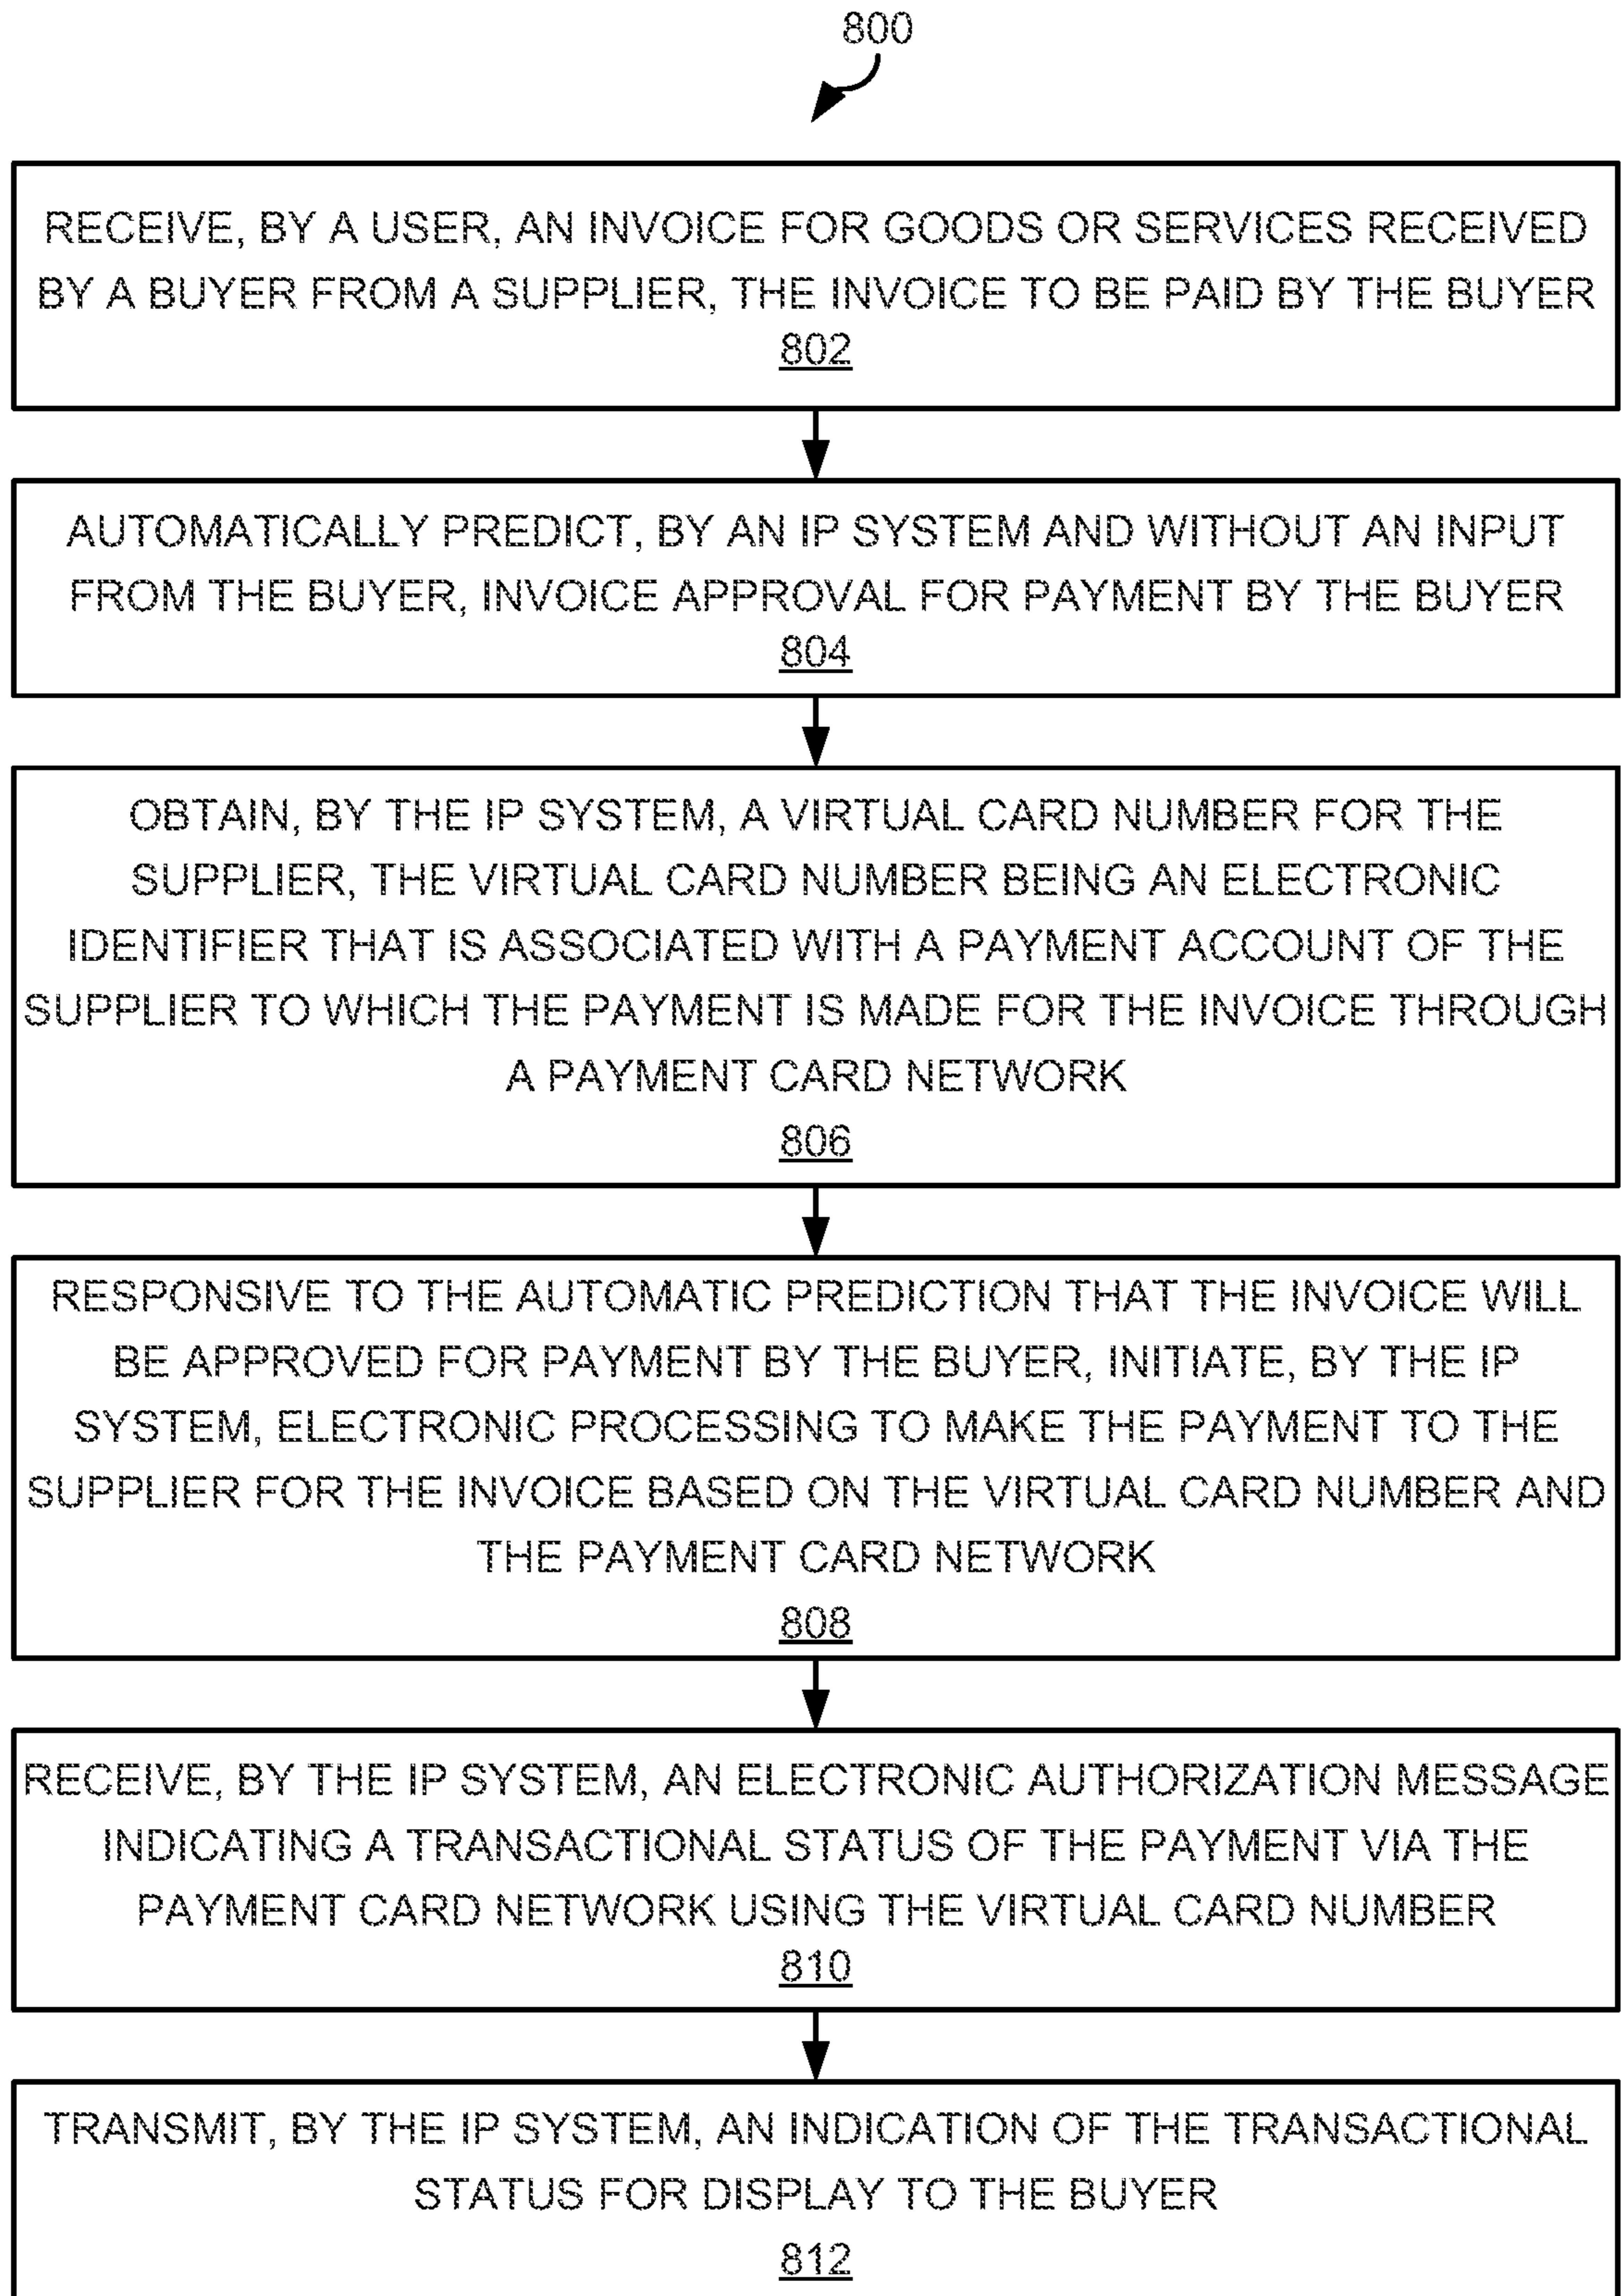 800
RECEIVE, BY A USER, AN INVOICE FOR GOODS OR SERVICES RECEIVED
BY A BUYER FROM A SUPPLIER, THE INVOICE TO BE PAID BY THE BUYER
802
AUTOMATICALLY PREDICT, BY AN IP SYSTEM AND WITHOUT AN INPUT
FROM THE BUYER, INVOICE APPROVAL FOR PAYMENT BY THE BUYER
804
OBTAIN, BY THE IP SYSTEM, A VIRTUAL CARD NUMBER FOR THE
SUPPLIER, THE VIRTUAL CARD NUMBER BEING AN ELECTRONIC
IDENTIFIER THAT IS ASSOCIATED WITH A PAYMENT ACCOUNT OF THE
SUPPLIER TO WHICH THE PAYMENT IS MADE FOR THE INVOICE THROUGH
A PAYMENT CARD NETWORK
806
RESPONSIVE TO THE AUTOMATIC PREDICTION THAT THE INVOICE WILL
BE APPROVED FOR PAYMENT BY THE BUYER, INITIATE, BY THE IP
SYSTEM, ELECTRONIC PROCESSING TO MAKE THE PAYMENT TO THE
SUPPLIER FOR THE INVOICE BASED ON THE VIRTUAL CARD NUMBER AND
THE PAYMENT CARD NETWORK
808
RECEIVE, BY THE IP SYSTEM, AN ELECTRONIC AUTHORIZATION MESSAGE
INDICATING A TRANSACTIONAL STATUS OF THE PAYMENT VIA THE
PAYMENT CARD NETWORK USING THE VIRTUAL CARD NUMBER
810
TRANSMIT, BY THE IP SYSTEM, AN INDICATION OF THE TRANSACTIONAL
STATUS FOR DISPLAY TO THE BUYER
812